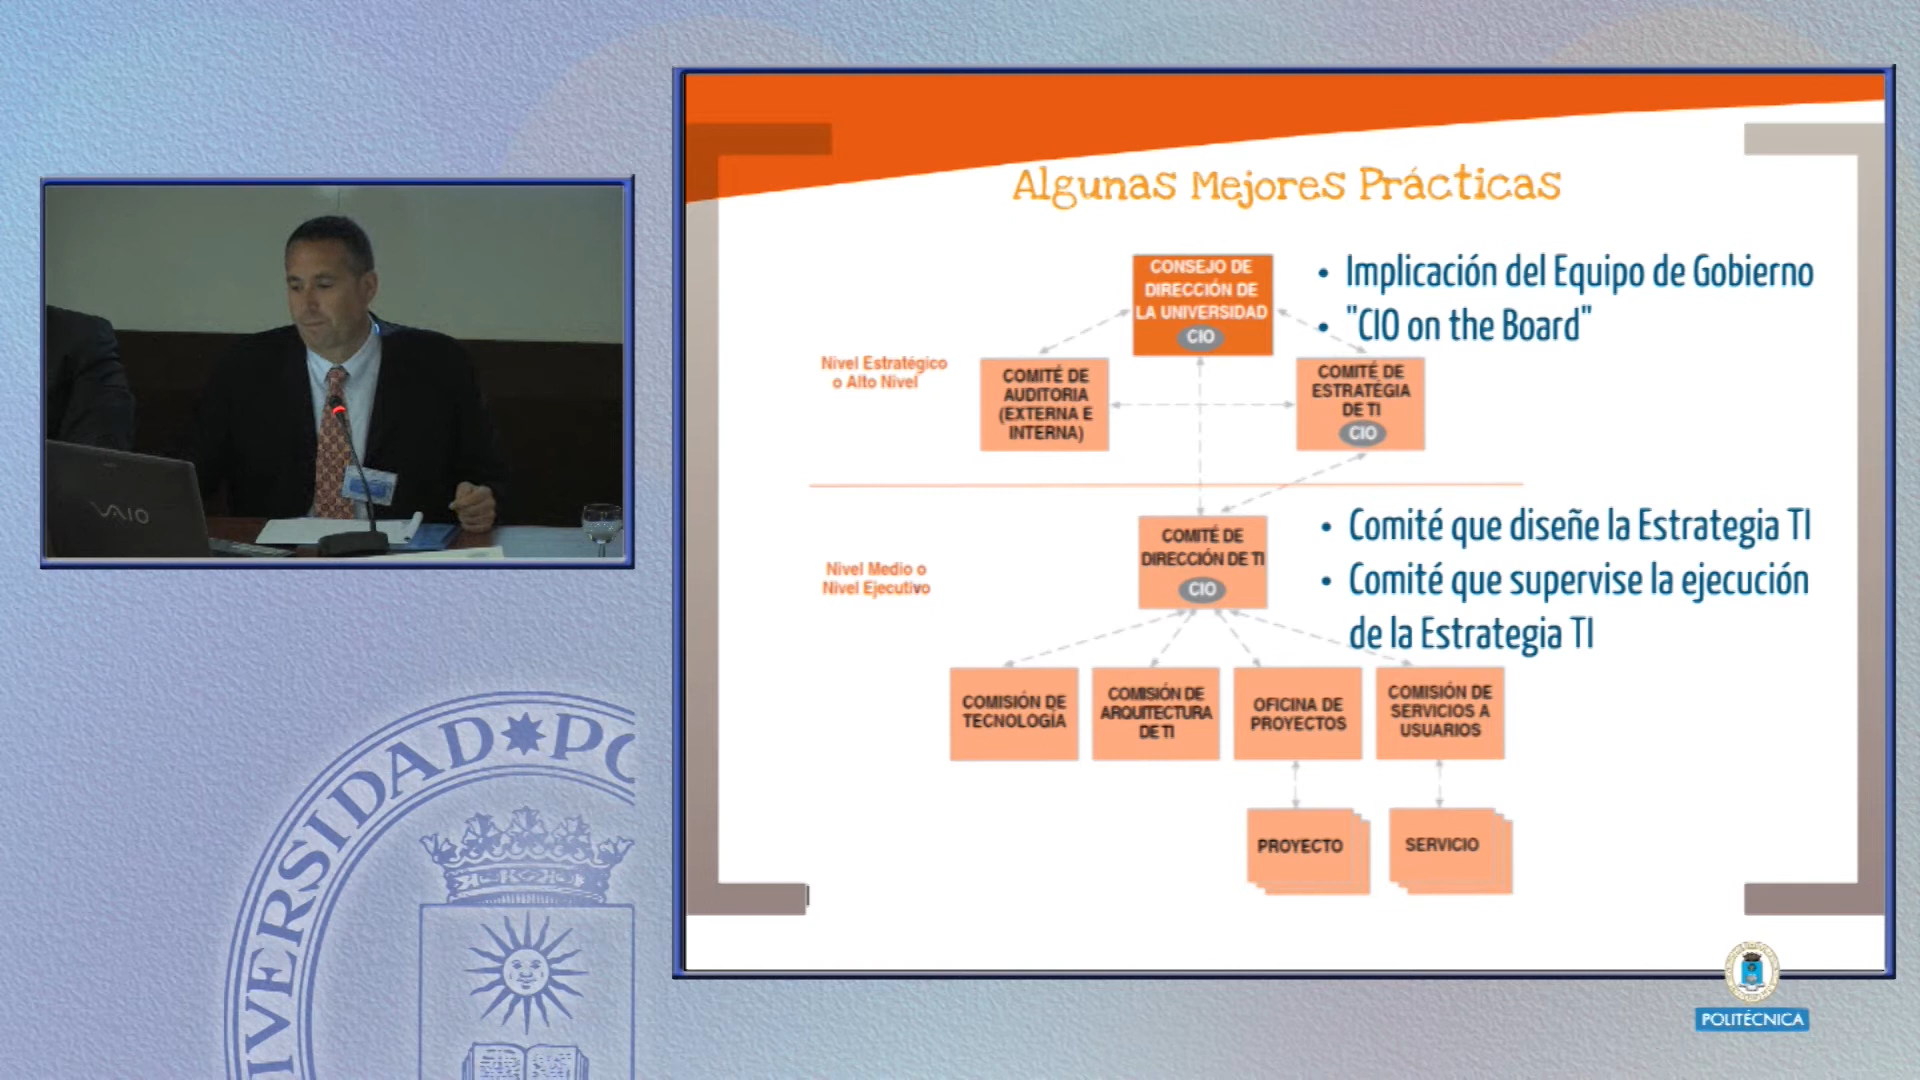 Algunas Mejores Prácticas
CONSEJO DE
DIRECCIÓN DE
LA UNIVERSIDAD
CIO
• Implicación del Equipo de Gobierno
• "CIO on the Board"
Nivel Estratégico
o Alto Nivel
COMITÉ DE
AUDITORIA
(EXTERNA E
INTERNA)
COMITÉ DE
ESTRATÉGIA
DE TI
CIO
Nivel Medio o
Nivel Ejecutivo
COMITÉ DE
DIRECCIÓN DE TI
CIO
• Comité que diseñe la Estrategia TI
• Comité que supervise la ejecución
de la Estrategia TI
COMISIÓN DE
TECNOLOGÍA
COMISIÓN DE
ARQUITECTURA
DE TI
OFICINA DE
PROYECTOS
COMISIÓN DE
SERVICIOS A
USUARIOS
PROYECTO
SERVICIO
VAIO
IVERSIDAD PO
POLITÉCNICA